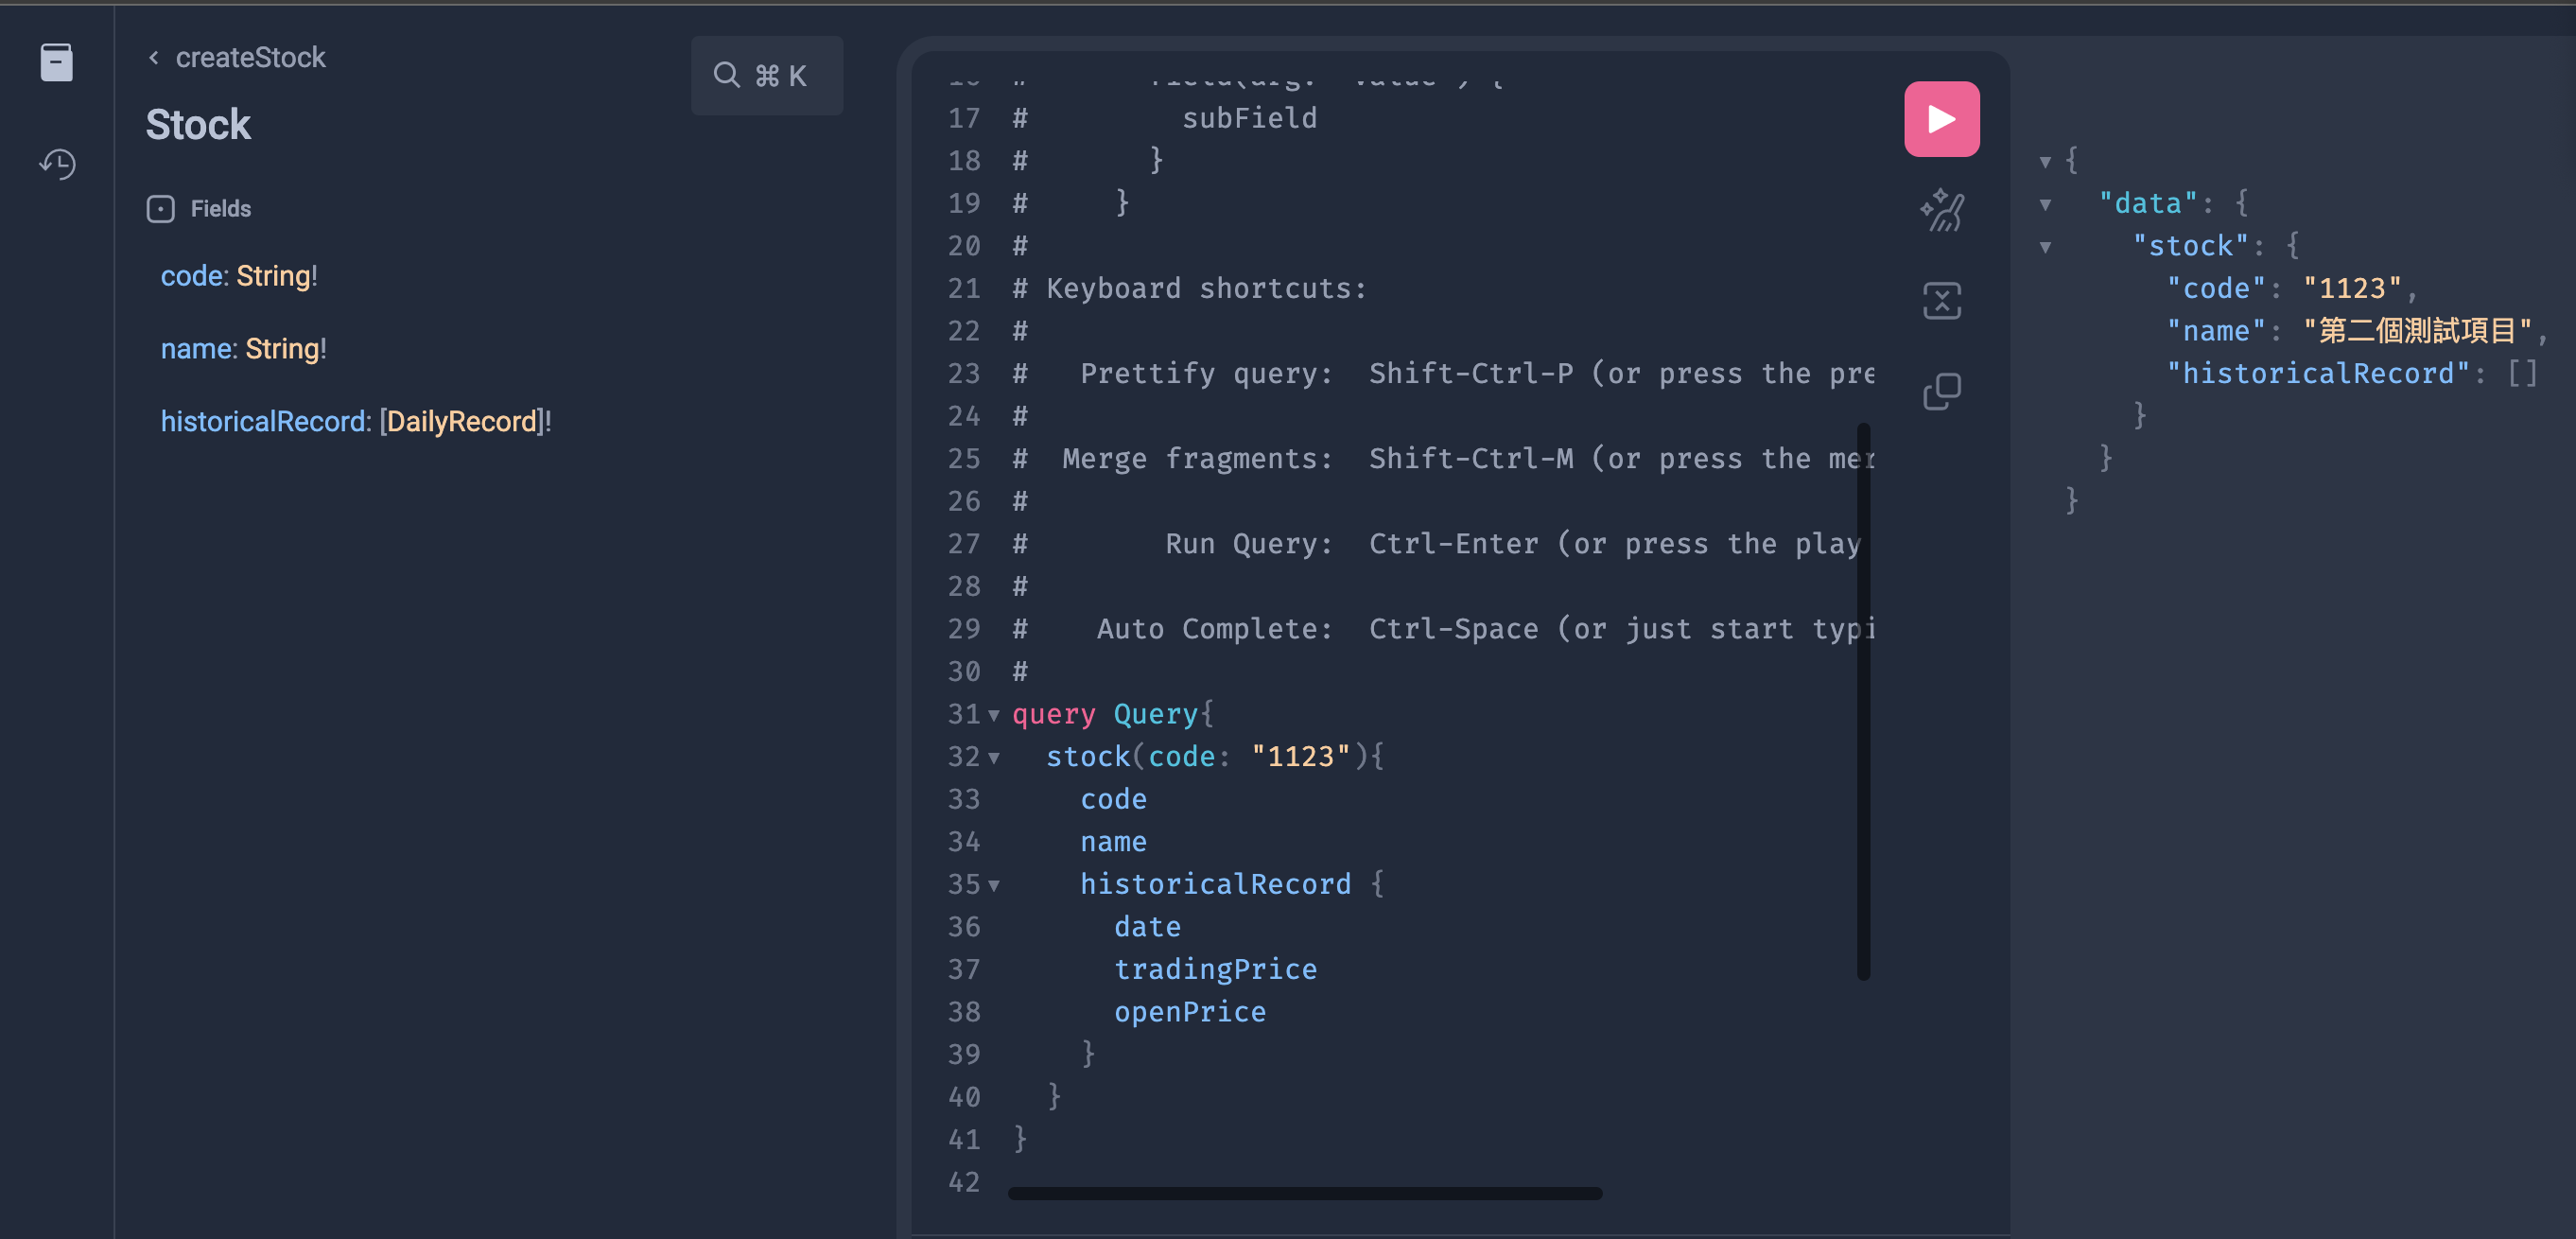 createStock
⌘ K
Stock
Fields
code: String!
name: String!
historicalRecord: [DailyRecord]!
17 #         subField
18 #       }
19 #     }
20 #
21 # Keyboard shortcuts:
22 #
23 #   Prettify query:  Shift-Ctrl-P (or press the pre
24 #
25 #  Merge fragments:  Shift-Ctrl-M (or press the mer
26 #
27 #        Run Query:  Ctrl-Enter (or press the play
28 #
29 #    Auto Complete:  Ctrl-Space (or just start typi
30 #
31 query Query{
32   stock(code: "1123"){
33     code
34     name
35     historicalRecord {
36       date
37       tradingPrice
38       openPrice
39     }
40   }
41 }
42
{
  "data": {
    "stock": {
      "code": "1123",
      "name": "第二個測試項目",
      "historicalRecord": []
    }
  }
}